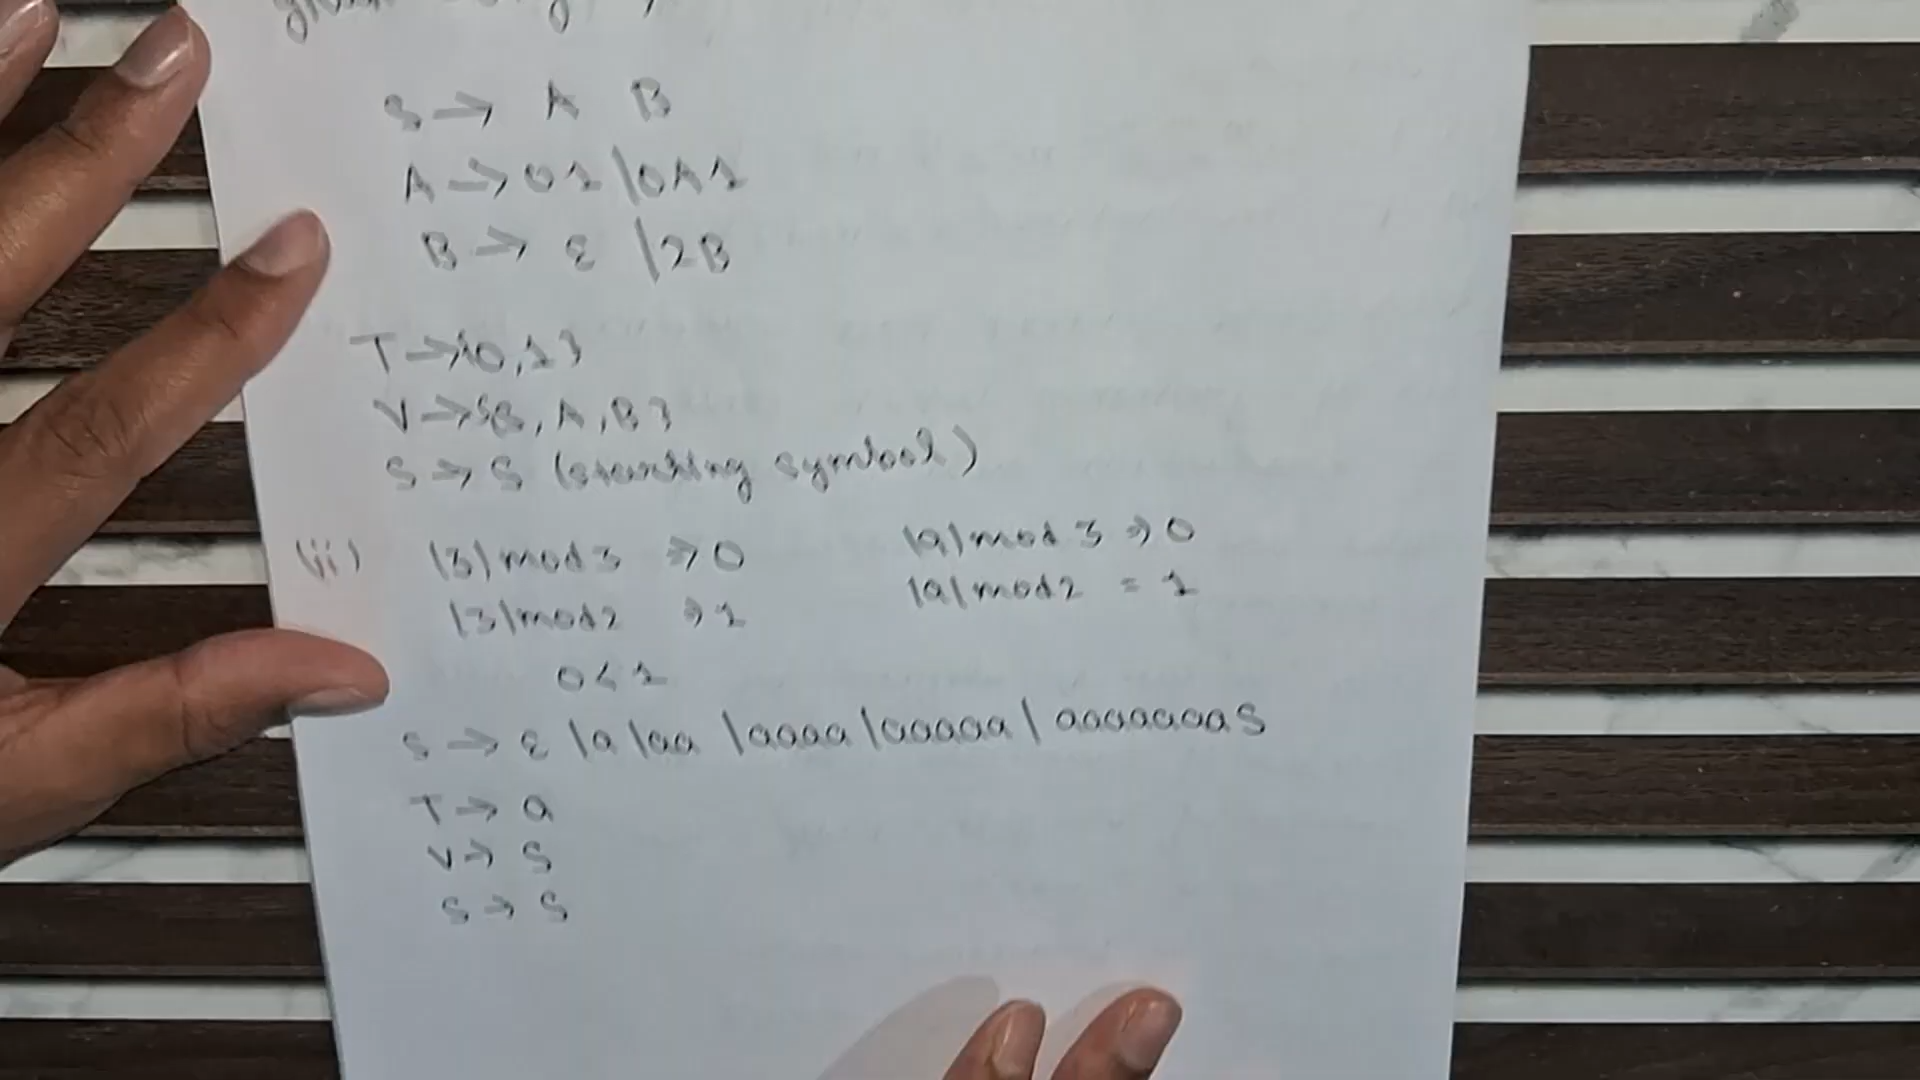 S → A B
A → 01 | 0A1
B → ε | 2B
T → {0, 1}
V → {S, A, B}
S → S (starting symbol)
(ii) |3| mod 3 ⇒ 0 |9| mod 3 ⇒ 0
|3| mod 2 ⇒ 1 |9| mod 2 = 1
0 < 1
S → ε | a | aa | aaaa | aaaaa | aaaaaaa S
T → a
V → S
S → S